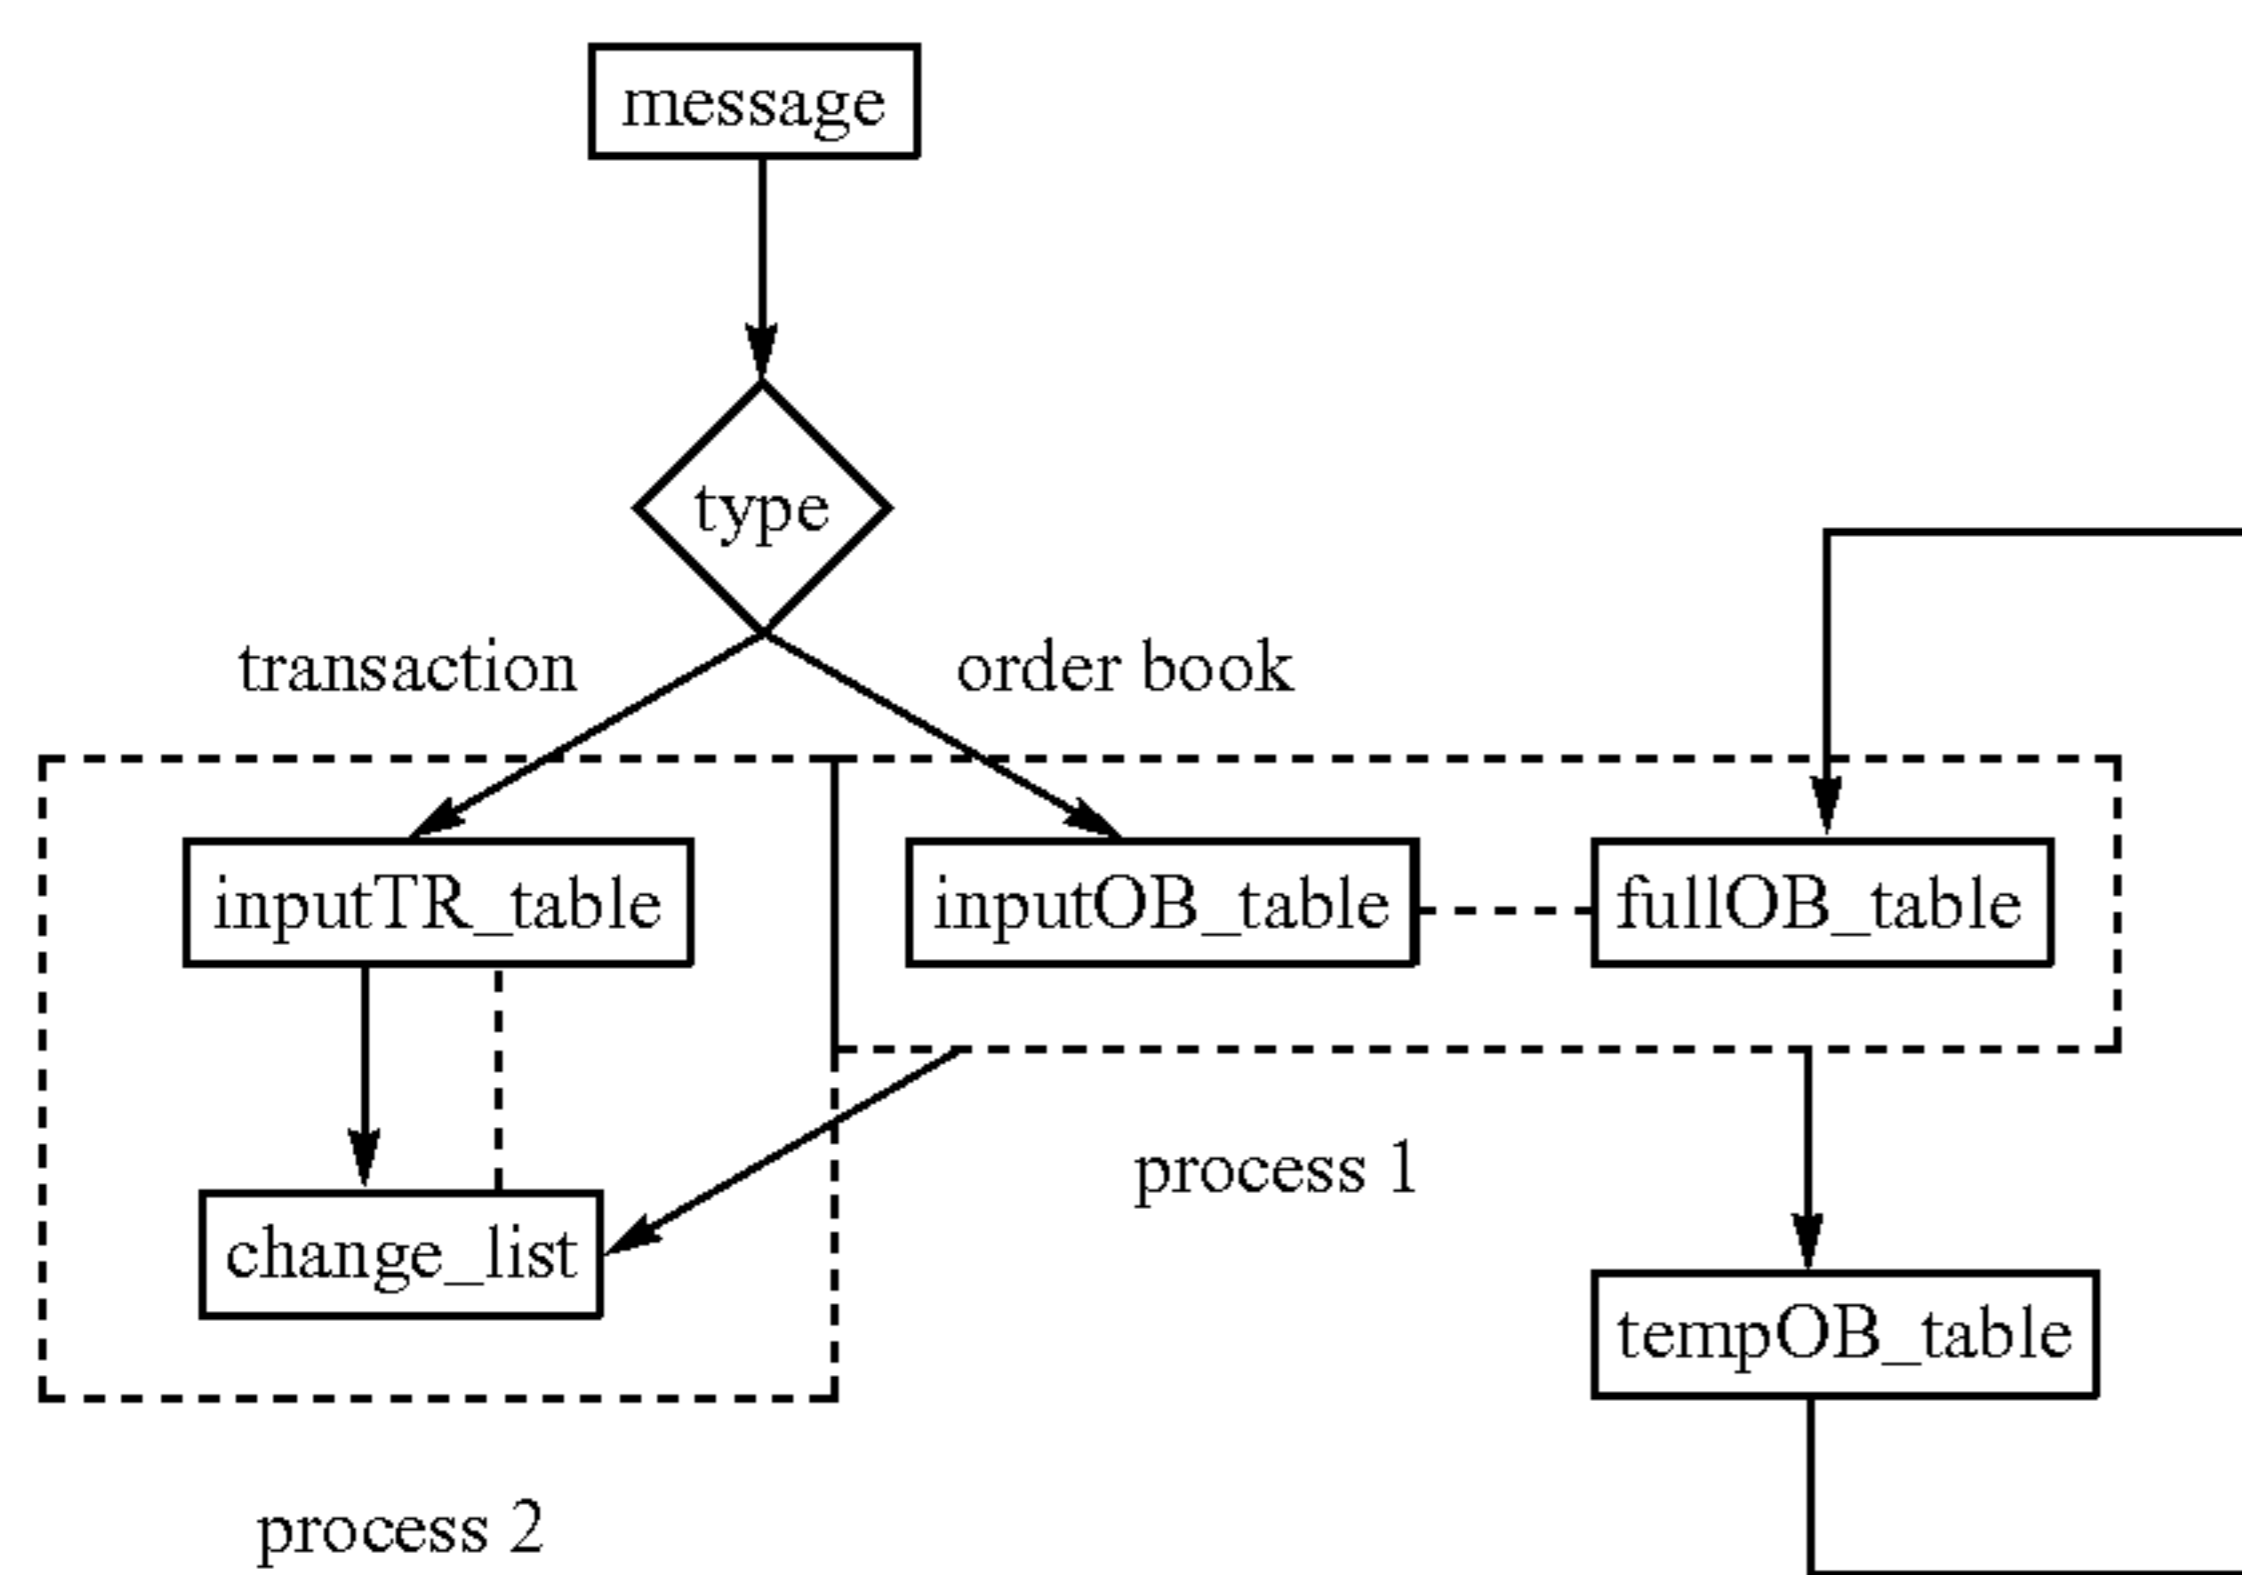 message
type
transaction
order book
inputTR_table
inputOB_table
fullOB_table
change_list
process 1
tempOB_table
process 2